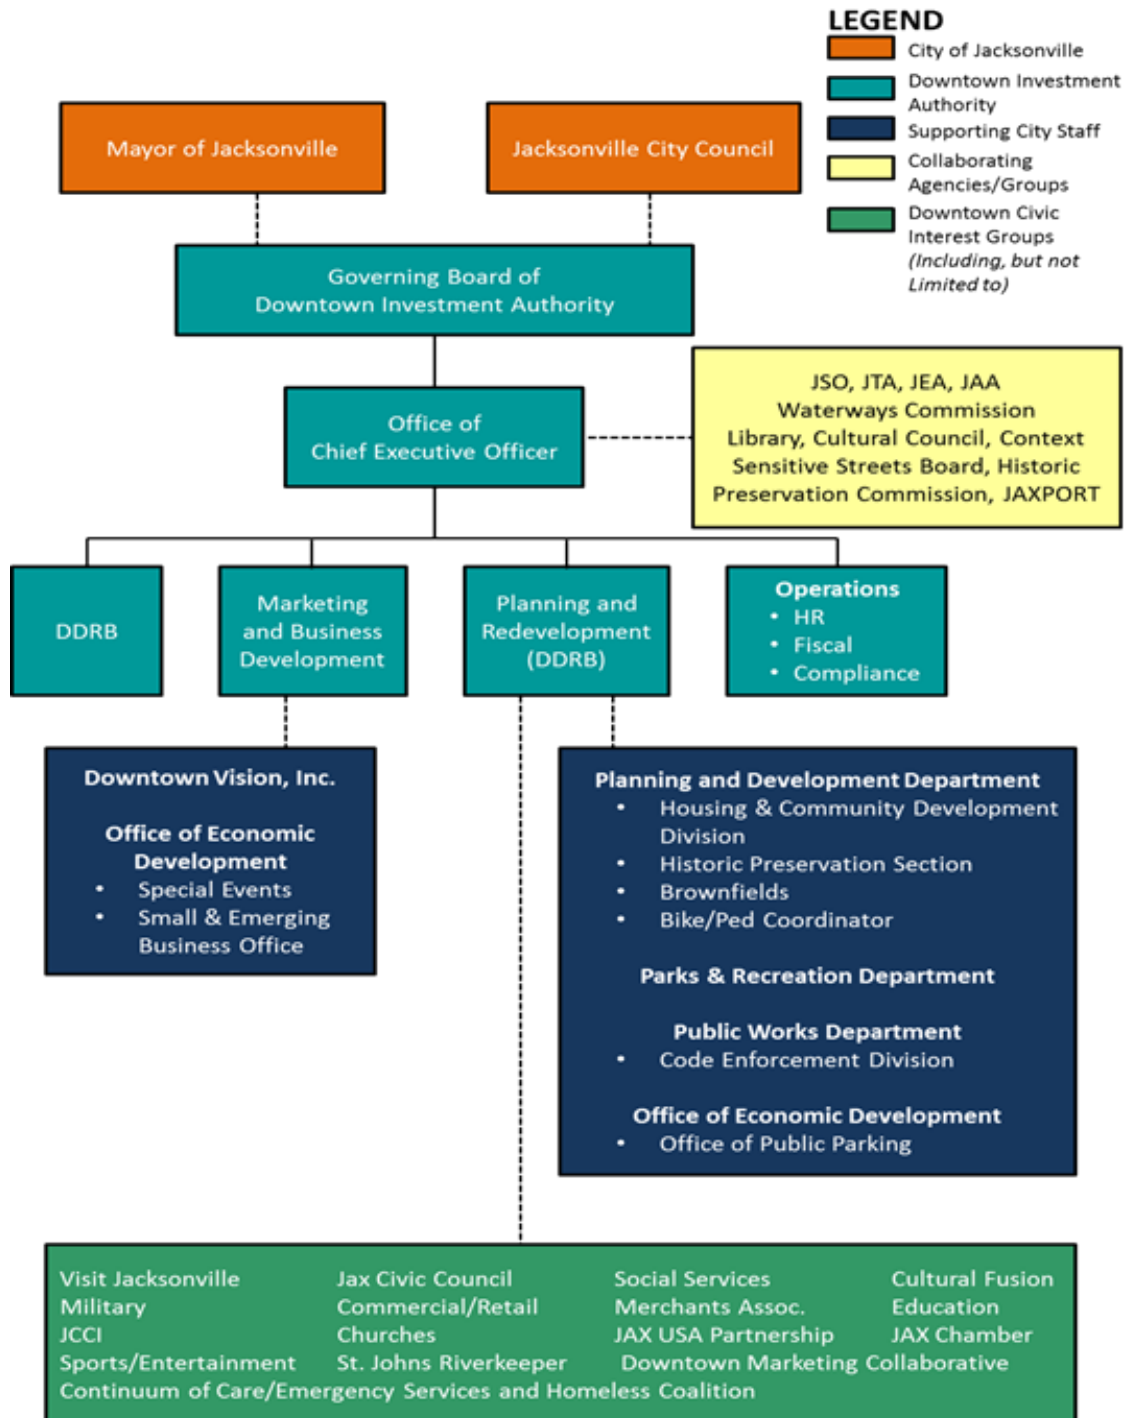 LEGEND
City of Jacksonville
Downtown Investment
Authority
Supporting City Staff
Collaborating
Agencies/Groups
Downtown Civic
Interest Groups
(Including, but not
Limited to)
Mayor of Jacksonville
Jacksonville City Council
Governing Board of
Downtown Investment Authority
Office of
Chief Executive Officer
JSO, JTA, JEA, JAA
Waterways Commission
Library, Cultural Council, Context
Sensitive Streets Board, Historic
Preservation Commission, JAXPORT
DDRB
Marketing
and Business
Development
Planning and
Redevelopment
(DDRB)
Operations
• HR
• Fiscal
• Compliance
Downtown Vision, Inc.
Office of Economic
Development
• Special Events
• Small & Emerging
Business Office
Planning and Development Department
• Housing & Community Development
Division
• Historic Preservation Section
• Brownfields
• Bike/Ped Coordinator
Parks & Recreation Department
Public Works Department
• Code Enforcement Division
Office of Economic Development
• Office of Public Parking
Visit Jacksonville Jax Civic Council Social Services Cultural Fusion
Military Commercial/Retail Merchants Assoc. Education
JCCI Churches JAX USA Partnership JAX Chamber
Sports/Entertainment St. Johns Riverkeeper Downtown Marketing Collaborative
Continuum of Care/Emergency Services and Homeless Coalition